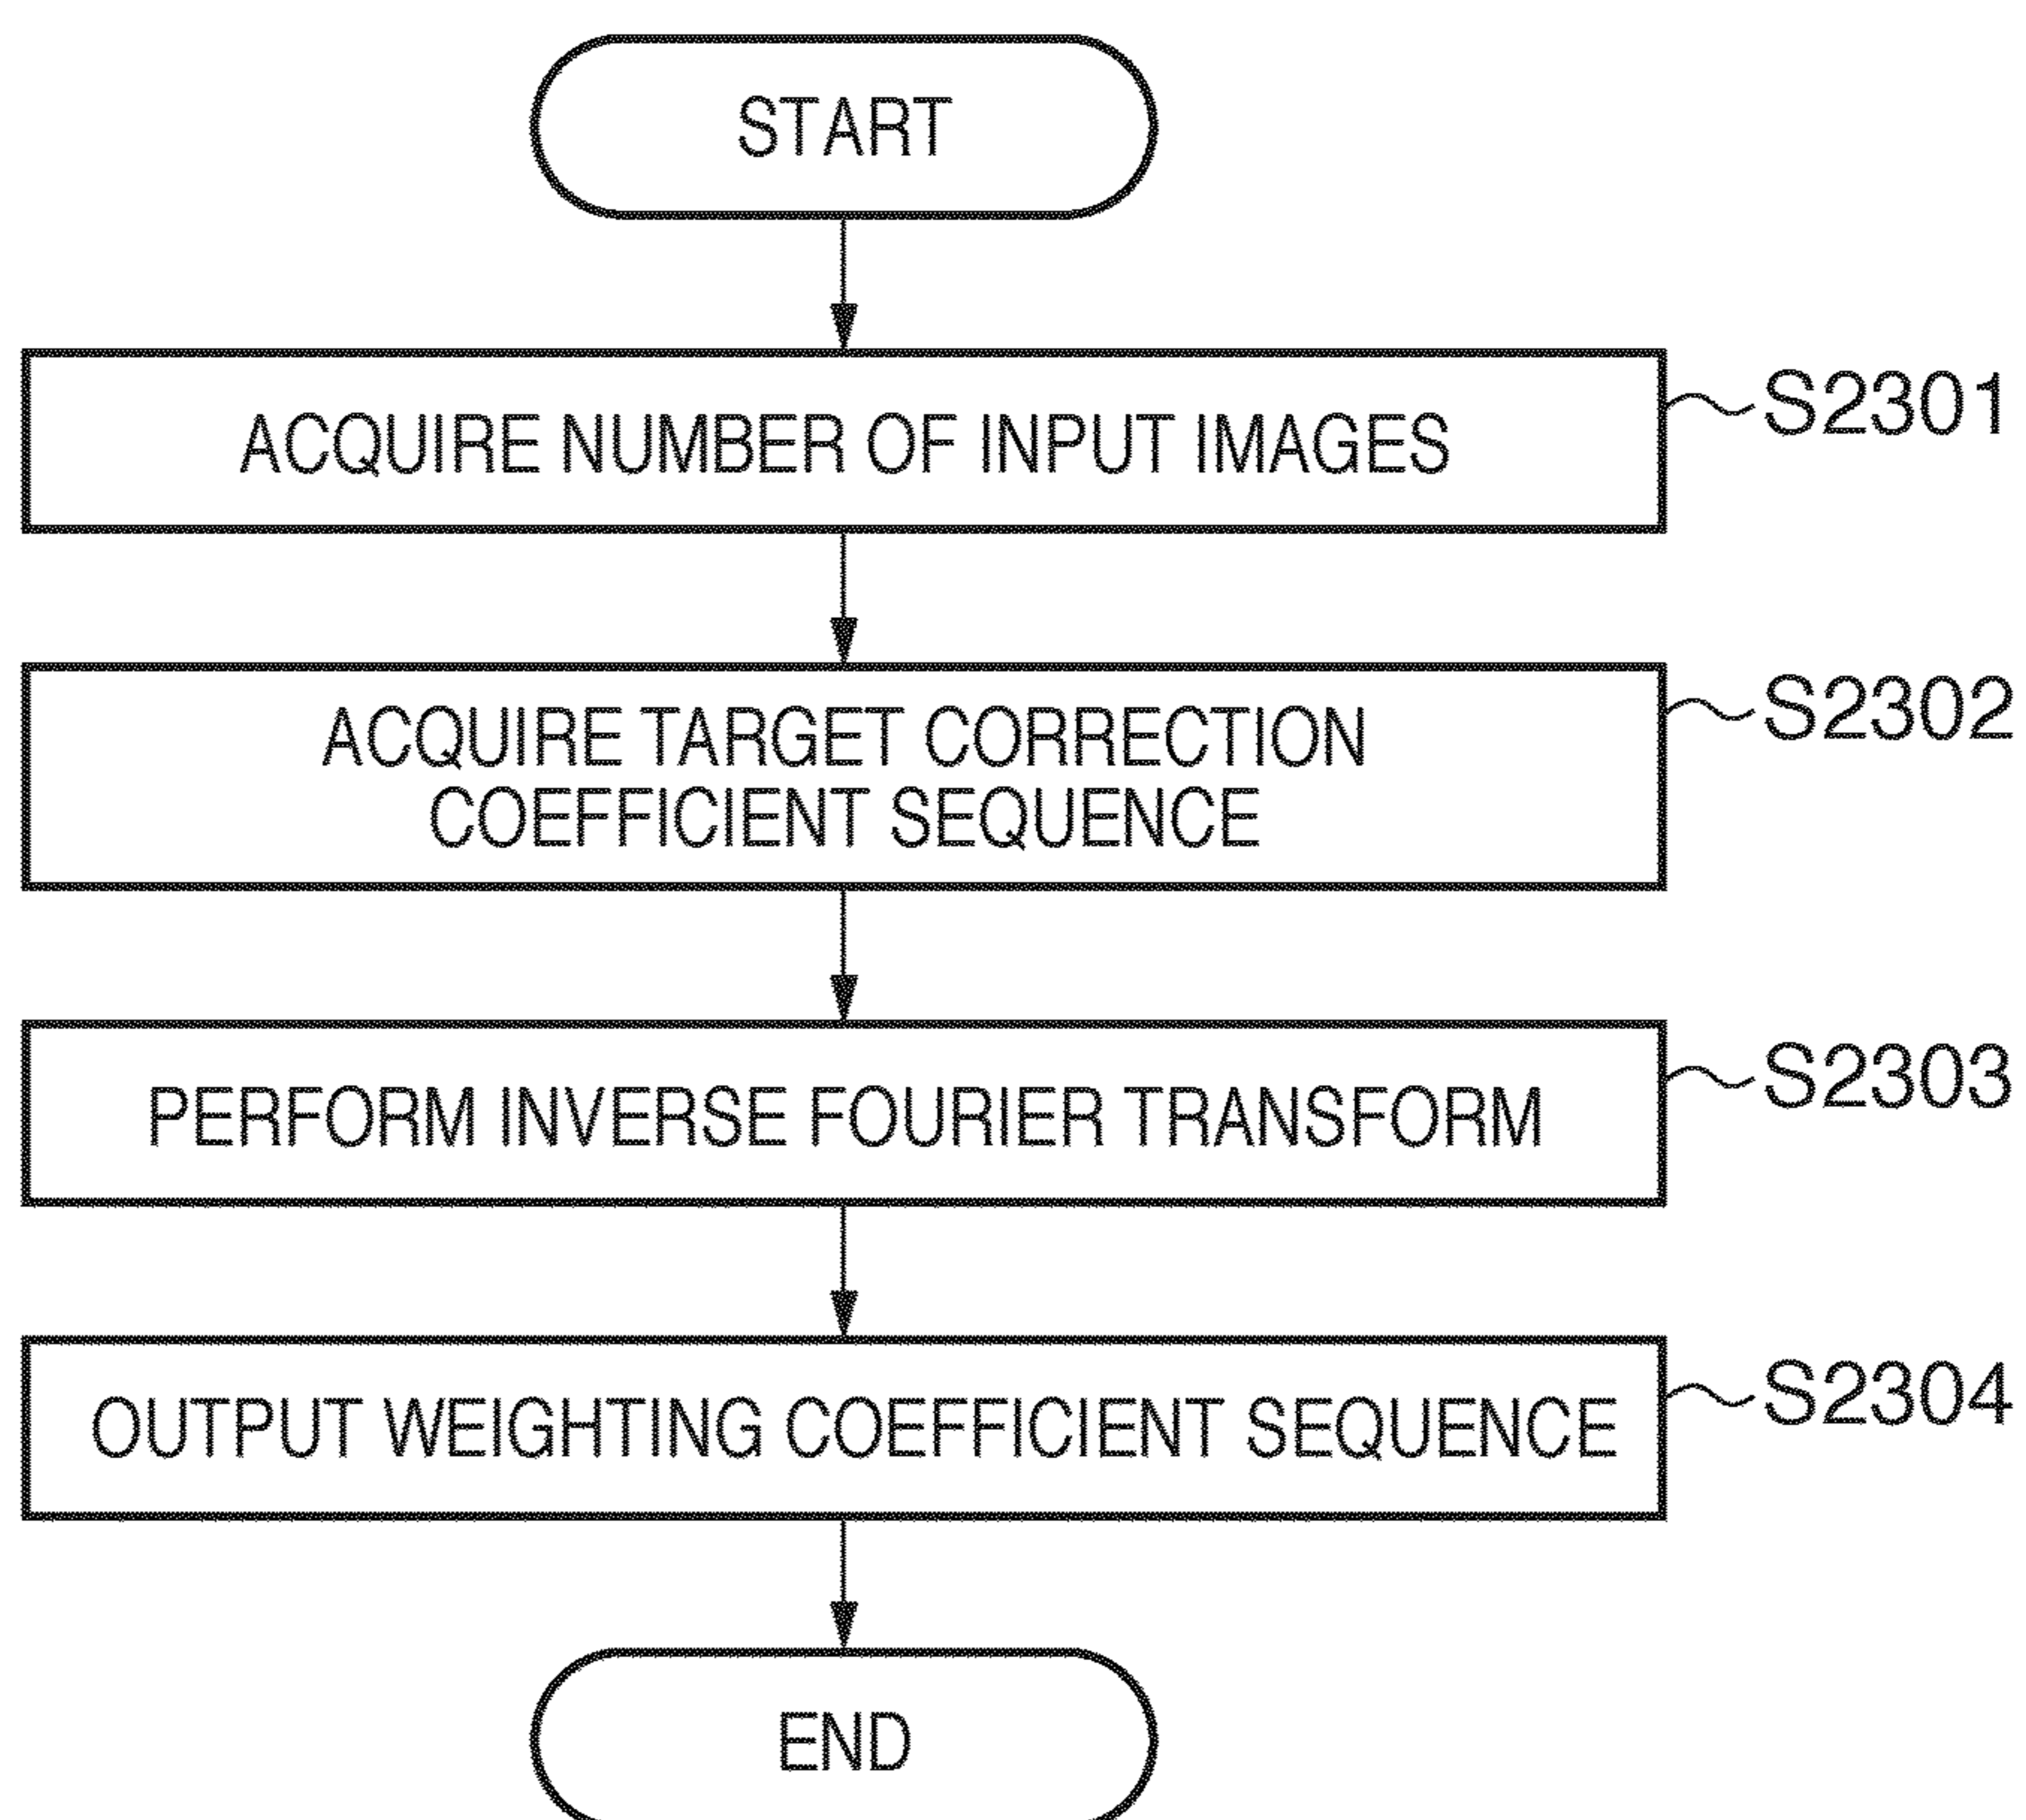 START
ACQUIRE NUMBER OF INPUT IMAGES
S2301
ACQUIRE TARGET CORRECTION
COEFFICIENT SEQUENCE
S2302
PERFORM INVERSE FOURIER TRANSFORM
S2303
OUTPUT WEIGHTING COEFFICIENT SEQUENCE
S2304
END